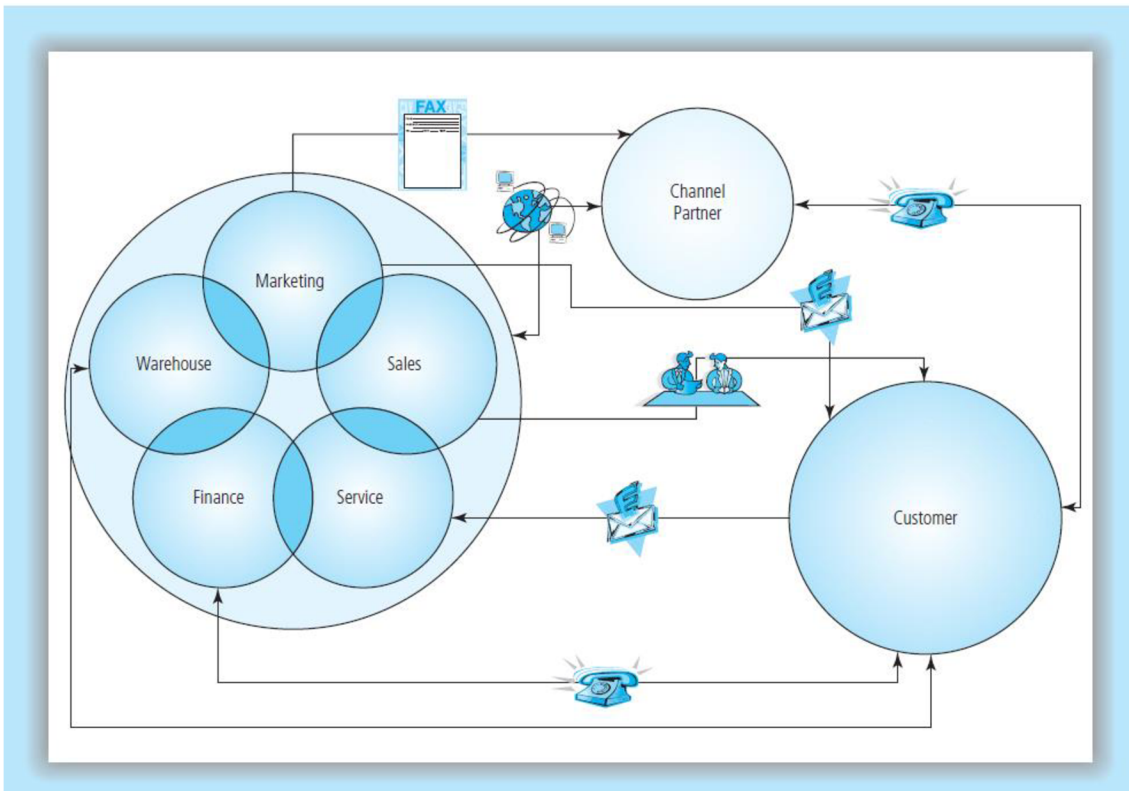 FAX
Channel
Partner
Marketing
Warehouse
Sales
Finance
Service
Customer